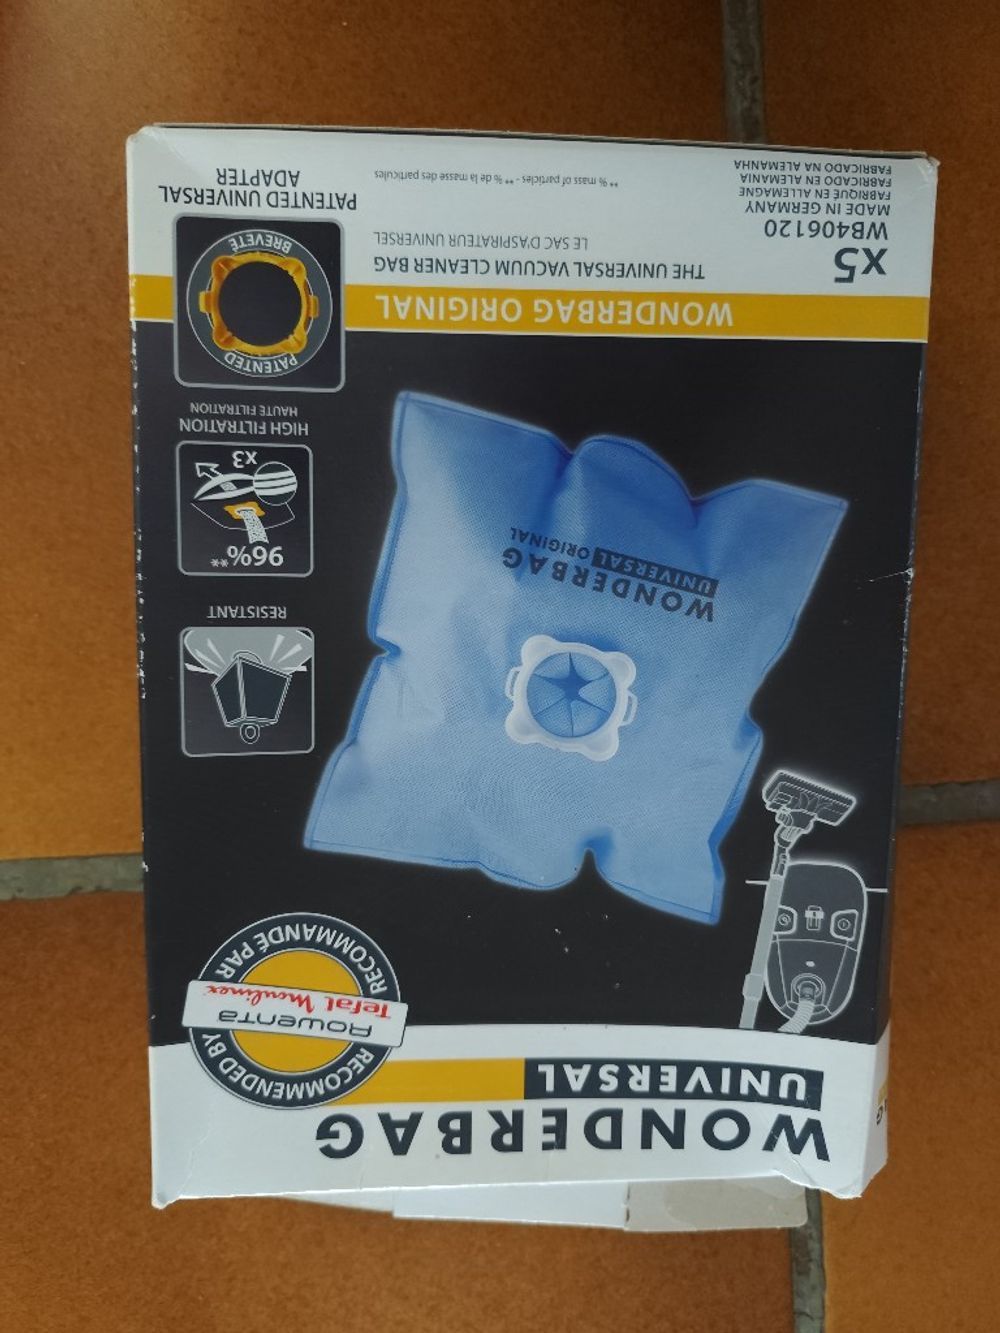 WONDERBAG
UNIVERSAL
RECOMMENDED BY
Rowenta
Tefal Moulinex
RECOMMANDÉ PAR
WONDERBAG
UNIVERSAL ORIGINAL
RESISTANT
96%**
x3
HIGH FILTRATION
HAUTE FILTRATION
PATENTED
BREVETÉ
PATENTED UNIVERSAL
ADAPTER
WONDERBAG ORIGINAL
THE UNIVERSAL VACUUM CLEANER BAG
LE SAC D'ASPIRATEUR UNIVERSEL
** % mass of particles - ** % de la masse des particules
x5
WB406120
MADE IN GERMANY
FABRIQUÉ EN ALLEMAGNE
FABRICADO EN ALEMANIA
FABRICADO NA ALEMANHA
AG